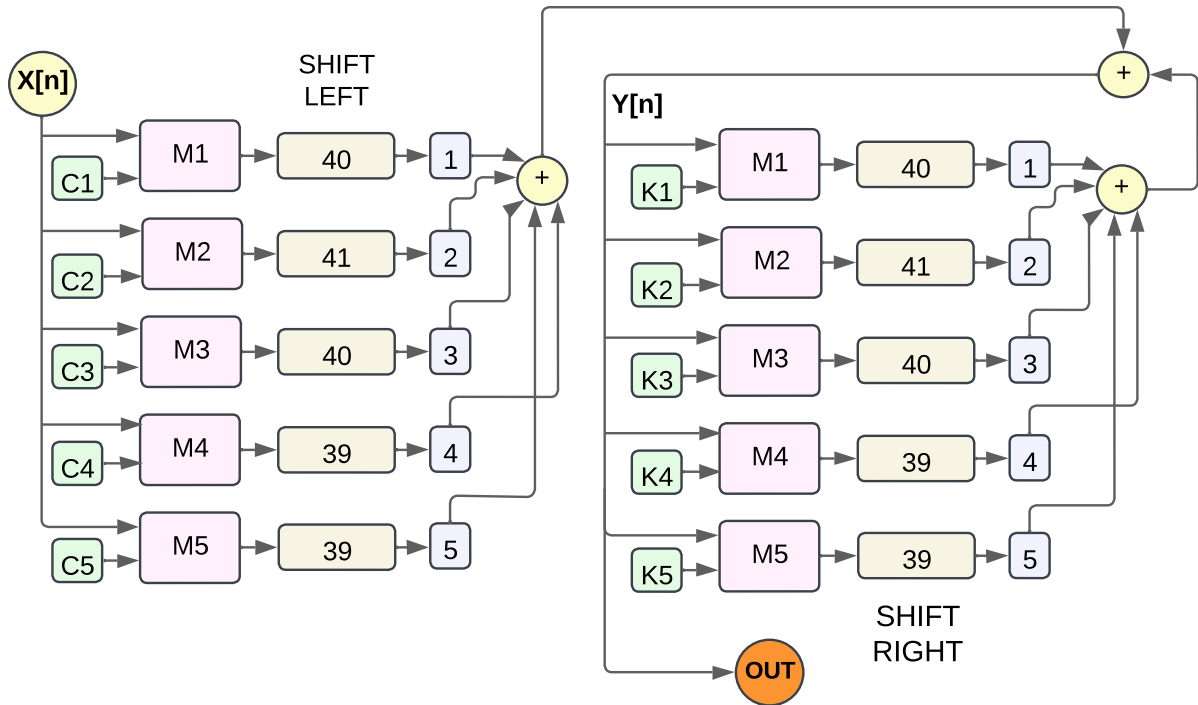 X[n]
SHIFT
LEFT
M1
40
1
C1
+
M2
41
2
C2
M3
40
3
C3
M4
39
4
C4
M5
39
5
C5
+
Y[n]
M1
40
1
K1
+
M2
41
2
K2
M3
40
3
K3
M4
39
4
K4
M5
39
5
K5
SHIFT
RIGHT
OUT